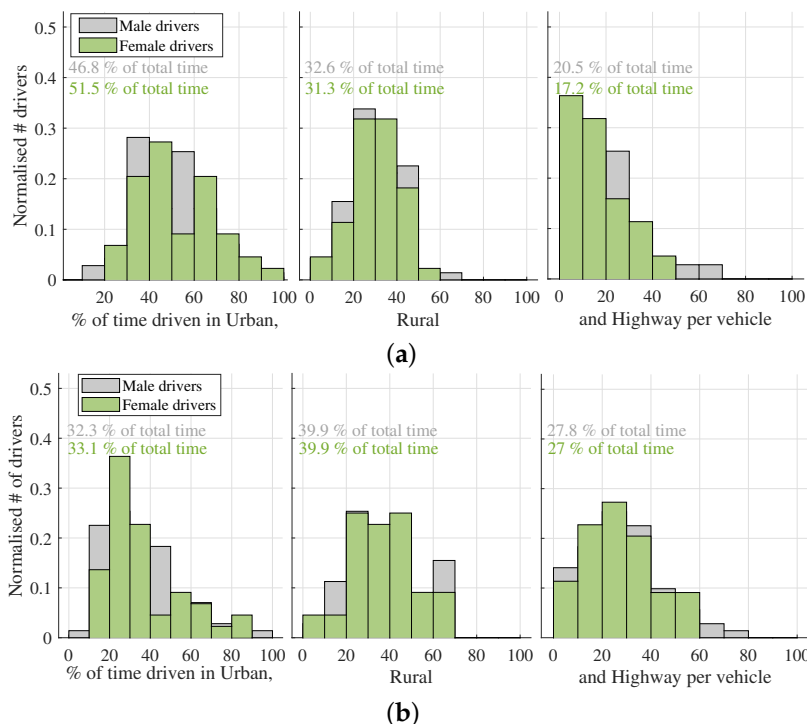 Male drivers
Female drivers
46.8 % of total time
51.5 % of total time
32.6 % of total time
31.3 % of total time
20.5 % of total time
17.2 % of total time
Normalised # drivers
0.5
0.4
0.3
0.2
0.1
0
0 20 40 60 80 100
0 20 40 60 80 100
0 20 40 60 80 100
% of time driven in Urban,
Rural
and Highway per vehicle
(a)
Male drivers
Female drivers
32.3 % of total time
33.1 % of total time
39.9 % of total time
39.9 % of total time
27.8 % of total time
27 % of total time
Normalised # of drivers
0.5
0.4
0.3
0.2
0.1
0
0 20 40 60 80 100
0 20 40 60 80 100
0 20 40 60 80 100
% of time driven in Urban,
Rural
and Highway per vehicle
(b)